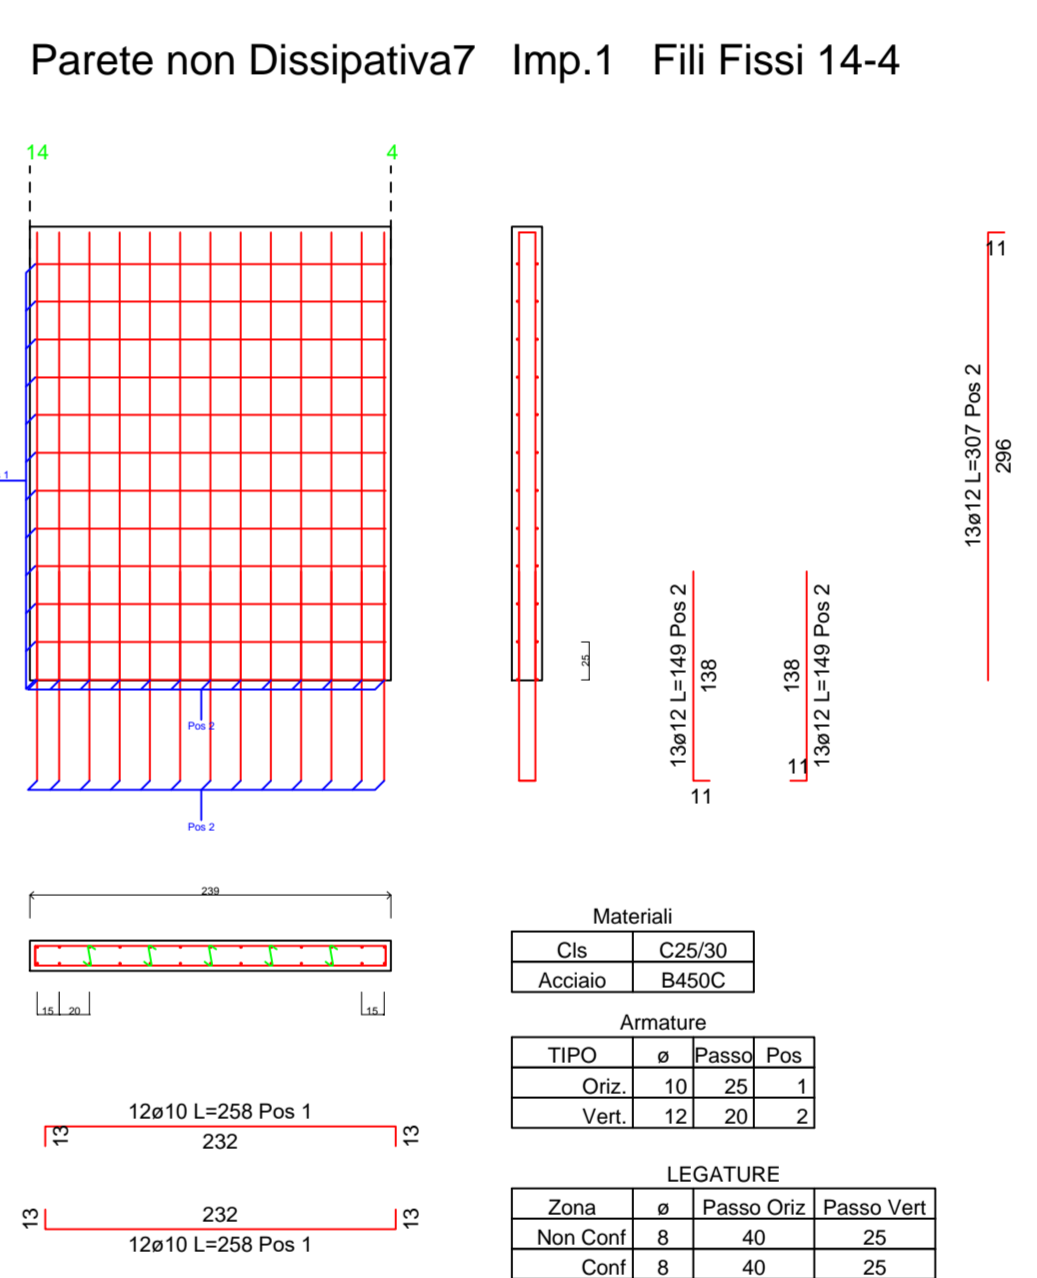 Parete non Dissipativa7 Imp.1 Fili Fissi 14-4
14
4
11
13ø12 L=307 Pos 2
296
1
25
13ø12 L=149 Pos 2
138
11
138
13ø12 L=149 Pos 2
11
Pos 2
Pos 2
239
15
20
15
Materiali
Cls C25/30
Acciaio B450C
Armature
TIPO ø Passo Pos
Oriz. 10 25 1
Vert. 12 20 2
12ø10 L=258 Pos 1
13
232
13
13
232
13
12ø10 L=258 Pos 1
LEGATURE
Zona ø Passo Oriz Passo Vert
Non Conf 8 40 25
Conf 8 40 25